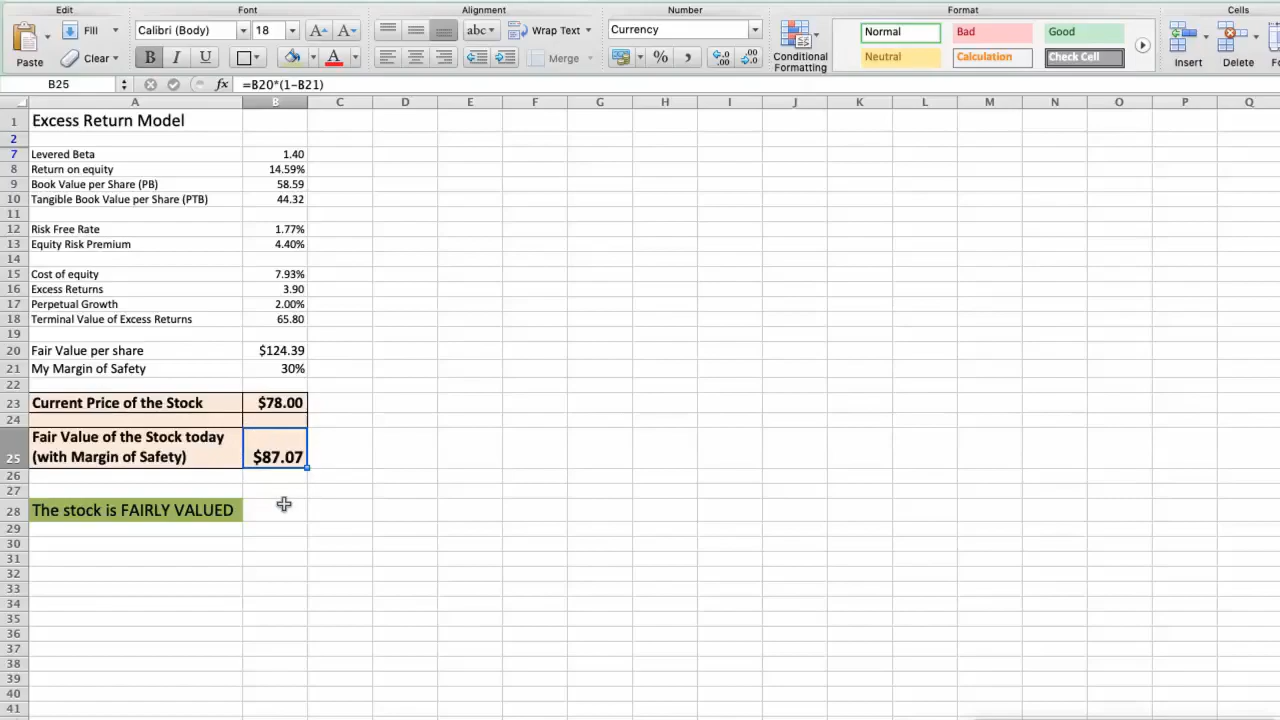 Edit Font Alignment Number Format Cells
Fill Calibri (Body) 18 A A abc Wrap Text Currency Normal Bad Good
Paste Clear B I U A Merge % , .0 .00 .00 .0 Conditional Formatting Neutral Calculation Check Cell Insert Delete
B25 fx =B20*(1-B21)
A B C D E F G H I J K L M N O P Q
1 Excess Return Model
2
7 Levered Beta 1.40
8 Return on equity 14.59%
9 Book Value per Share (PB) 58.59
10 Tangible Book Value per Share (PTB) 44.32
11
12 Risk Free Rate 1.77%
13 Equity Risk Premium 4.40%
14
15 Cost of equity 7.93%
16 Excess Returns 3.90
17 Perpetual Growth 2.00%
18 Terminal Value of Excess Returns 65.80
19
20 Fair Value per share $124.39
21 My Margin of Safety 30%
22
23 Current Price of the Stock $78.00
24
Fair Value of the Stock today
25 (with Margin of Safety) $87.07
26
27
28 The stock is FAIRLY VALUED
29
30
31
32
33
34
35
36
37
38
39
40
41